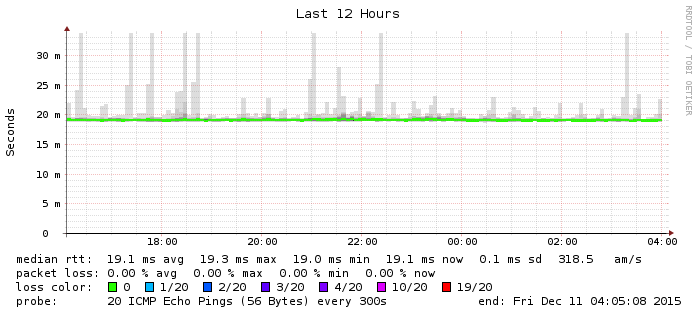 Last 12 Hours
RRDTOOL / TOBI OETIKER
Seconds
30 m
25 m
20 m
15 m
10 m
5 m
0
18:00 20:00 22:00 00:00 02:00 04:00
median rtt: 19.1 ms avg 19.3 ms max 19.0 ms min 19.1 ms now 0.1 ms sd 318.5 am/s
packet loss: 0.00 % avg 0.00 % max 0.00 % min 0.00 % now
loss color: 0 1/20 2/20 3/20 4/20 10/20 19/20
probe: 20 ICMP Echo Pings (56 Bytes) every 300s end: Fri Dec 11 04:05:08 2015